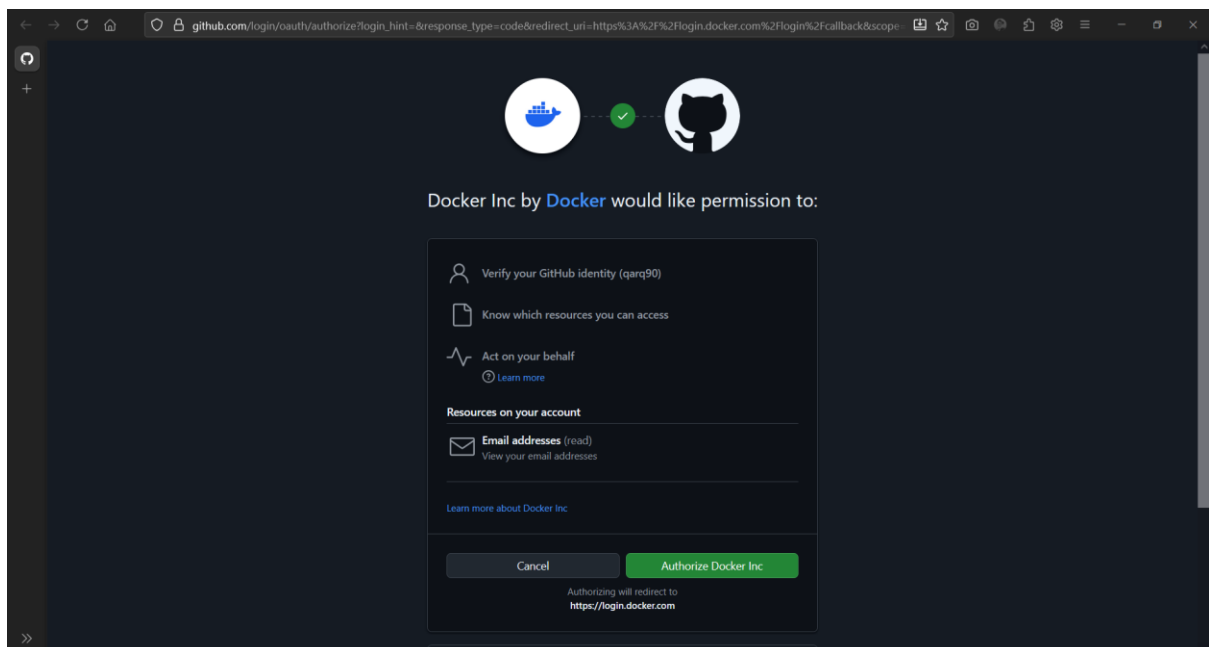 github.com/login/oauth/authorize?login_hint=&response_type=code&redirect_uri=https%3A%2F%2Flogin.docker.com%2Flogin%2Fcallback&scope=
Docker Inc by Docker would like permission to:
Verify your GitHub identity (qarq90)
Know which resources you can access
Act on your behalf
Learn more
Resources on your account
Email addresses (read)
View your email addresses
Learn more about Docker Inc
Cancel
Authorize Docker Inc
Authorizing will redirect to
https://login.docker.com